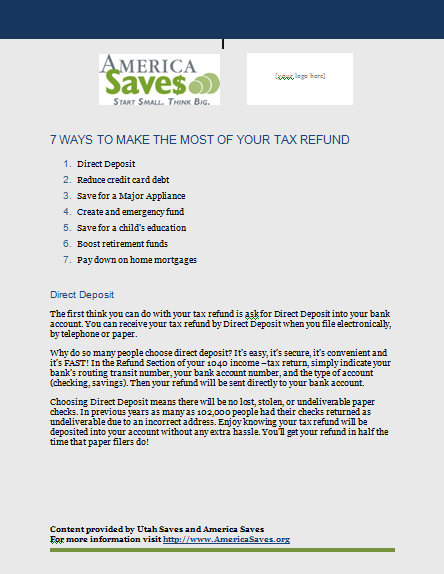 AMERICA
Saves
START SMALL. THINK BIG.
[your logo here]
7 WAYS TO MAKE THE MOST OF YOUR TAX REFUND
1. Direct Deposit
2. Reduce credit card debt
3. Save for a Major Appliance
4. Create and emergency fund
5. Save for a child's education
6. Boost retirement funds
7. Pay down on home mortgages
Direct Deposit
The first think you can do with your tax refund is ask for Direct Deposit into your bank
account. You can receive your tax refund by Direct Deposit when you file electronically,
by telephone or paper.
Why do so many people choose direct deposit? It's easy, it's secure, it's convenient and
it's FAST! In the Refund Section of your 1040 income –tax return, simply indicate your
bank's routing transit number, your bank account number, and the type of account
(checking, savings). Then your refund will be sent directly to your bank account.
Choosing Direct Deposit means there will be no lost, stolen, or undeliverable paper
checks. In previous years as many as 102,000 people had their checks returned as
undeliverable due to an incorrect address. Enjoy knowing your tax refund will be
deposited into your account without any extra hassle. You'll get your refund in half the
time that paper filers do!
Content provided by Utah Saves and America Saves
For more information visit http://www.AmericaSaves.org